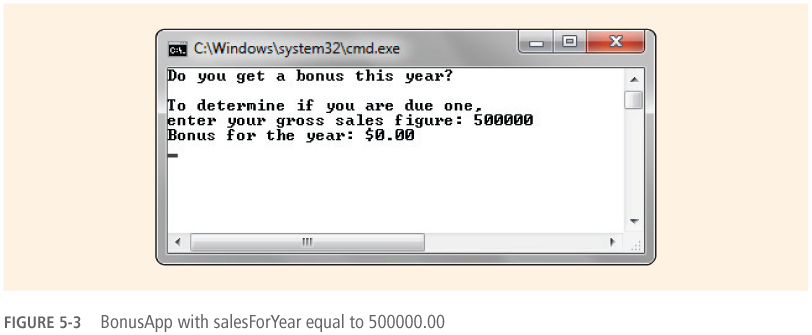 C:\Windows\system32\cmd.exe
Do you get a bonus this year?
To determine if you are due one,
enter your gross sales figure: 500000
Bonus for the year: $0.00
FIGURE 5-3 BonusApp with salesForYear equal to 500000.00